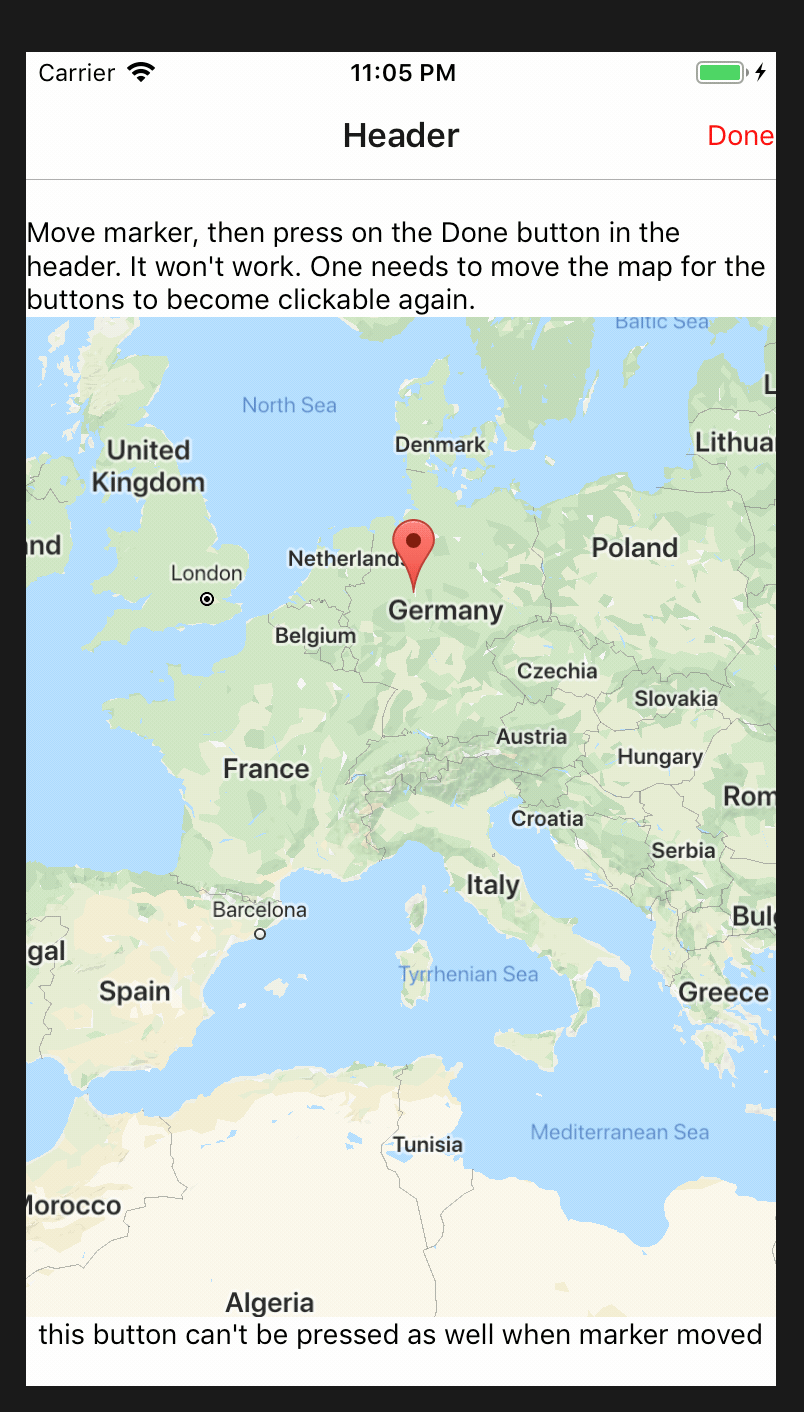 Carrier 11:05 PM
Header Done
Move marker, then press on the Done button in the
header. It won't work. One needs to move the map for the
buttons to become clickable again.
Baltic Sea
North Sea
L
Denmark
Lithua
United
Kingdom
nd
Poland
Netherlands
London
Germany
Belgium
Czechia
Slovakia
Austria
Hungary
France
Rom
Croatia
Serbia
Italy
Barcelona
Bulg
gal
Tyrrhenian Sea
Spain
Greece
Mediterranean Sea
Tunisia
Morocco
Algeria
this button can't be pressed as well when marker moved